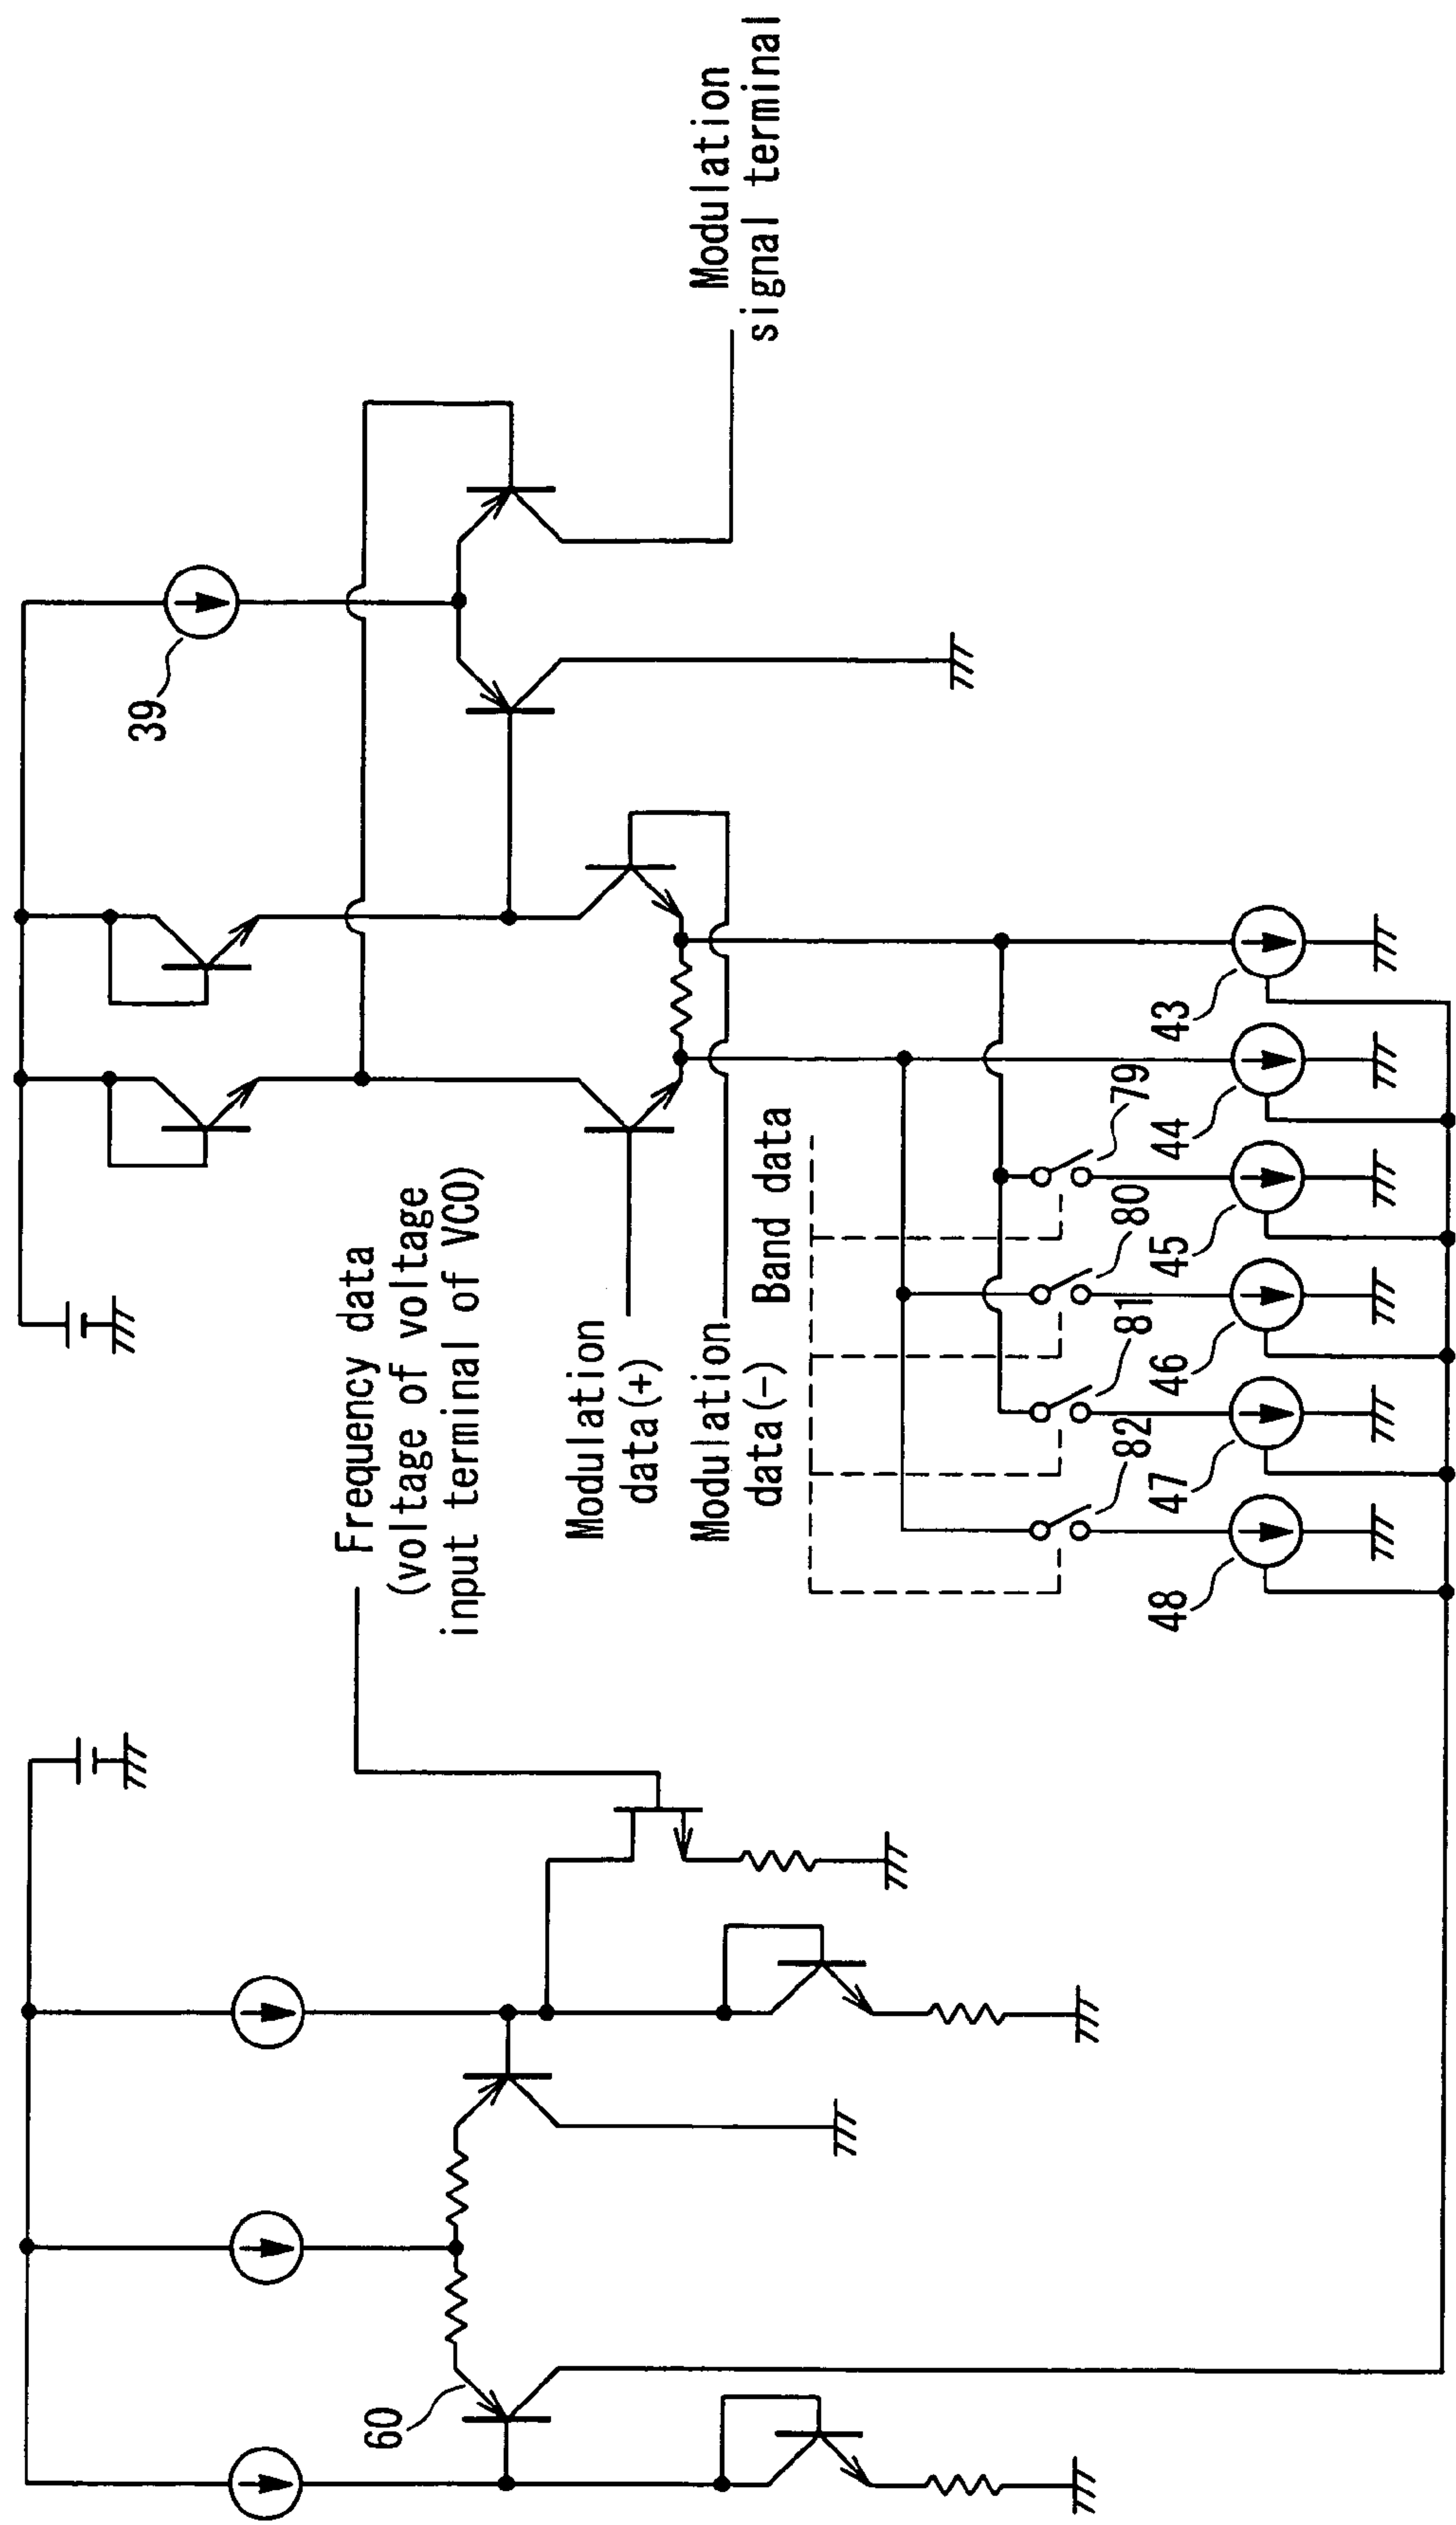 Modulation
signal terminal
39
Frequency data
(voltage of voltage
input terminal of VCO)
Modulation
data(+)
Modulation
data(-)
Band data
79
80
81
82
43
44
45
46
47
48
60